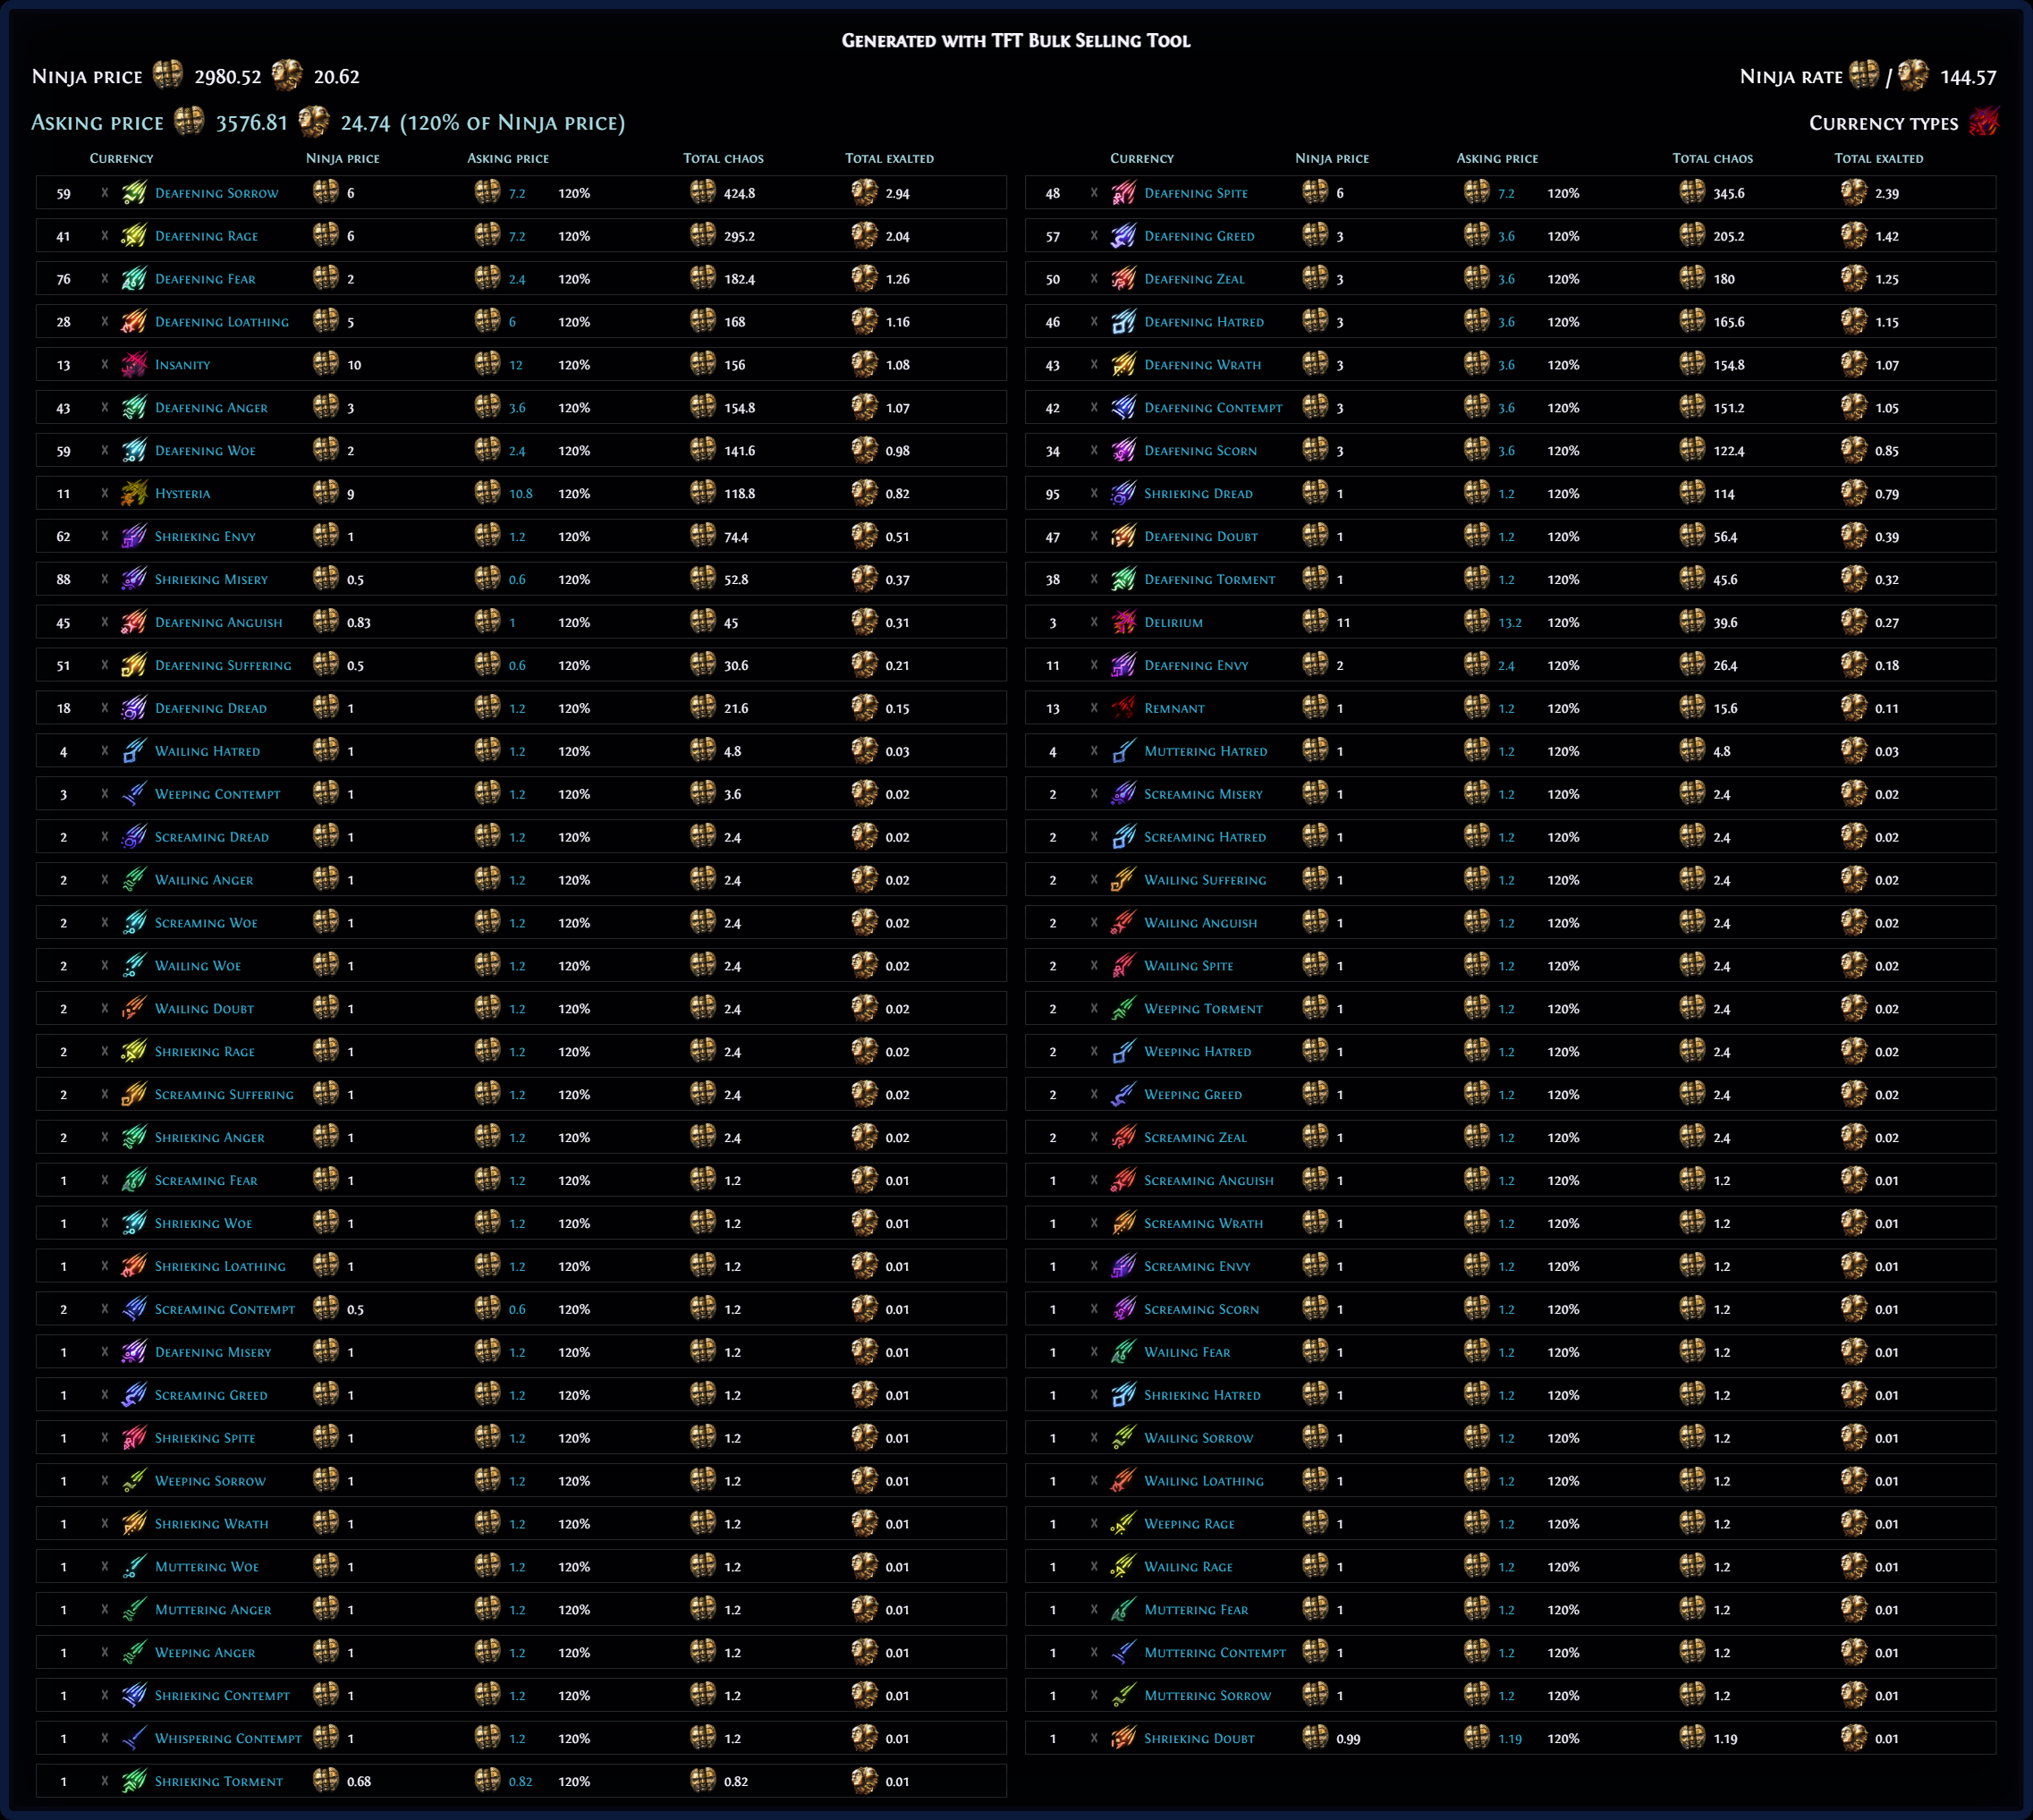 Generated with TFT Bulk Selling Tool
Ninja price 2980.52 20.62 Ninja rate / 144.57
Asking price 3576.81 24.74 (120% of Ninja price) Currency types
Currency Ninja price Asking price Total chaos Total exalted Currency Ninja price Asking price Total chaos Total exalted
59 x Deafening Sorrow 6 7.2 120% 424.8 2.94 48 x Deafening Spite 6 7.2 120% 345.6 2.39
41 x Deafening Rage 6 7.2 120% 295.2 2.04 57 x Deafening Greed 3 3.6 120% 205.2 1.42
76 x Deafening Fear 2 2.4 120% 182.4 1.26 50 x Deafening Zeal 3 3.6 120% 180 1.25
28 x Deafening Loathing 5 6 120% 168 1.16 46 x Deafening Hatred 3 3.6 120% 165.6 1.15
13 x Insanity 10 12 120% 156 1.08 43 x Deafening Wrath 3 3.6 120% 154.8 1.07
43 x Deafening Anger 3 3.6 120% 154.8 1.07 42 x Deafening Contempt 3 3.6 120% 151.2 1.05
59 x Deafening Woe 2 2.4 120% 141.6 0.98 34 x Deafening Scorn 3 3.6 120% 122.4 0.85
11 x Hysteria 9 10.8 120% 118.8 0.82 95 x Shrieking Dread 1 1.2 120% 114 0.79
62 x Shrieking Envy 1 1.2 120% 74.4 0.51 47 x Deafening Doubt 1 1.2 120% 56.4 0.39
88 x Shrieking Misery 0.5 0.6 120% 52.8 0.37 38 x Deafening Torment 1 1.2 120% 45.6 0.32
45 x Deafening Anguish 0.83 1 120% 45 0.31 3 x Delirium 11 13.2 120% 39.6 0.27
51 x Deafening Suffering 0.5 0.6 120% 30.6 0.21 11 x Deafening Envy 2 2.4 120% 26.4 0.18
18 x Deafening Dread 1 1.2 120% 21.6 0.15 13 x Remnant 1 1.2 120% 15.6 0.11
4 x Wailing Hatred 1 1.2 120% 4.8 0.03 4 x Muttering Hatred 1 1.2 120% 4.8 0.03
3 x Weeping Contempt 1 1.2 120% 3.6 0.02 2 x Screaming Misery 1 1.2 120% 2.4 0.02
2 x Screaming Dread 1 1.2 120% 2.4 0.02 2 x Screaming Hatred 1 1.2 120% 2.4 0.02
2 x Wailing Anger 1 1.2 120% 2.4 0.02 2 x Wailing Suffering 1 1.2 120% 2.4 0.02
2 x Screaming Woe 1 1.2 120% 2.4 0.02 2 x Wailing Anguish 1 1.2 120% 2.4 0.02
2 x Wailing Woe 1 1.2 120% 2.4 0.02 2 x Wailing Spite 1 1.2 120% 2.4 0.02
2 x Wailing Doubt 1 1.2 120% 2.4 0.02 2 x Weeping Torment 1 1.2 120% 2.4 0.02
2 x Shrieking Rage 1 1.2 120% 2.4 0.02 2 x Weeping Hatred 1 1.2 120% 2.4 0.02
2 x Screaming Suffering 1 1.2 120% 2.4 0.02 2 x Weeping Greed 1 1.2 120% 2.4 0.02
2 x Shrieking Anger 1 1.2 120% 2.4 0.02 2 x Screaming Zeal 1 1.2 120% 2.4 0.02
1 x Screaming Fear 1 1.2 120% 1.2 0.01 1 x Screaming Anguish 1 1.2 120% 1.2 0.01
1 x Shrieking Woe 1 1.2 120% 1.2 0.01 1 x Screaming Wrath 1 1.2 120% 1.2 0.01
1 x Shrieking Loathing 1 1.2 120% 1.2 0.01 1 x Screaming Envy 1 1.2 120% 1.2 0.01
2 x Screaming Contempt 0.5 0.6 120% 1.2 0.01 1 x Screaming Scorn 1 1.2 120% 1.2 0.01
1 x Deafening Misery 1 1.2 120% 1.2 0.01 1 x Wailing Fear 1 1.2 120% 1.2 0.01
1 x Screaming Greed 1 1.2 120% 1.2 0.01 1 x Shrieking Hatred 1 1.2 120% 1.2 0.01
1 x Shrieking Spite 1 1.2 120% 1.2 0.01 1 x Wailing Sorrow 1 1.2 120% 1.2 0.01
1 x Weeping Sorrow 1 1.2 120% 1.2 0.01 1 x Wailing Loathing 1 1.2 120% 1.2 0.01
1 x Shrieking Wrath 1 1.2 120% 1.2 0.01 1 x Weeping Rage 1 1.2 120% 1.2 0.01
1 x Muttering Woe 1 1.2 120% 1.2 0.01 1 x Wailing Rage 1 1.2 120% 1.2 0.01
1 x Muttering Anger 1 1.2 120% 1.2 0.01 1 x Muttering Fear 1 1.2 120% 1.2 0.01
1 x Weeping Anger 1 1.2 120% 1.2 0.01 1 x Muttering Contempt 1 1.2 120% 1.2 0.01
1 x Shrieking Contempt 1 1.2 120% 1.2 0.01 1 x Muttering Sorrow 1 1.2 120% 1.2 0.01
1 x Whispering Contempt 1 1.2 120% 1.2 0.01 1 x Shrieking Doubt 0.99 1.19 120% 1.19 0.01
1 x Shrieking Torment 0.68 0.82 120% 0.82 0.01